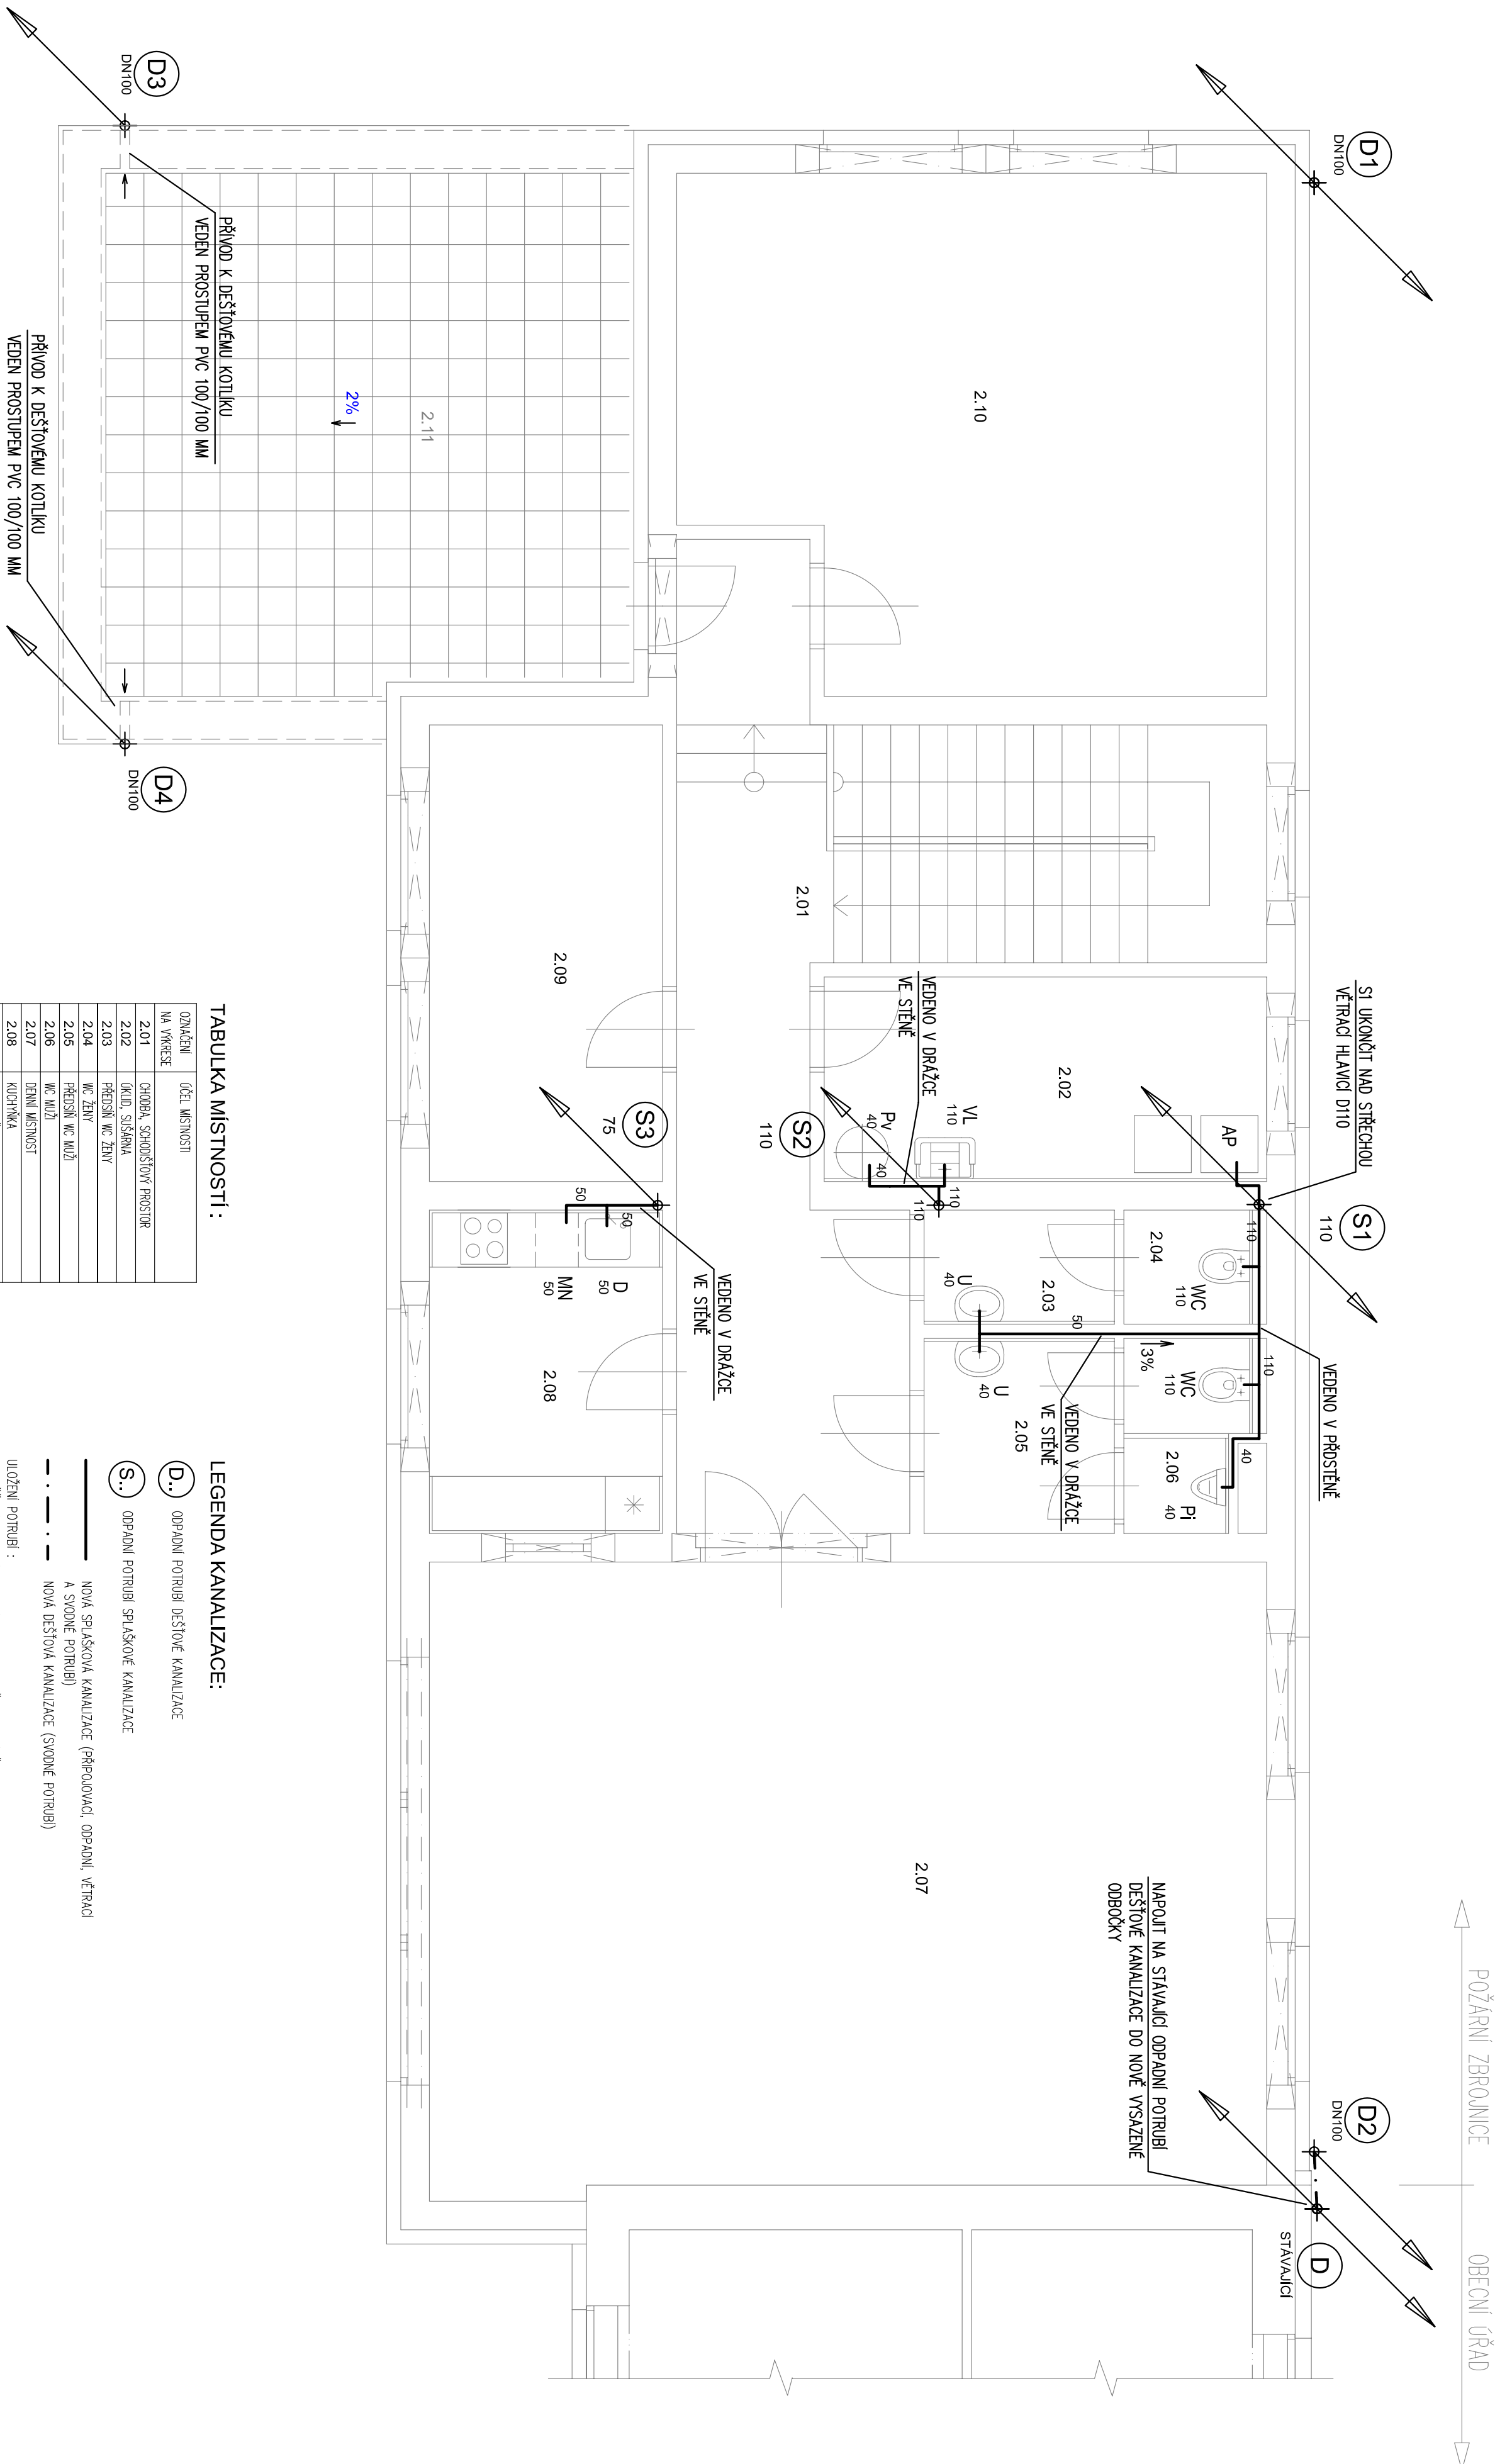 POŽÁRNÍ ZBROJNICE
OBECNÍ ÚŘAD
D1
DN100
S1 UKONČIT NAD STŘECHOU
VĚTRACÍ HLAVICÍ D110
S1
110
VEDENO V PŘDSTĚNĚ
D2
DN100
D
STÁVAJÍCÍ
NAPOJIT NA STÁVAJÍCÍ ODPADNÍ POTRUBÍ
DEŠŤOVÉ KANALIZACE DO NOVĚ VYSAZENÉ
ODBOČKY
AP
110
110
40
WC
110
WC
110
Pi
40
2.04
3%
2.06
2.02
2.03
50
2.05
VEDENO V DRÁŽCE
VE STĚNĚ
2.10
VL
110
110
110
U
40
U
40
VEDENO V DRÁŽCE
VE STĚNĚ
Pv
40
40
2.07
2.01
S2
110
VEDENO V DRÁŽCE
VE STĚNĚ
S3
75
2.09
50
50
D
50
MN
50
2.08
2.11
2%
PŘÍVOD K DEŠŤOVÉMU KOTLÍKU
VEDEN PROSTUPEM PVC 100/100 MM
D3
DN100
D4
DN100
PŘÍVOD K DEŠŤOVÉMU KOTLÍKU
VEDEN PROSTUPEM PVC 100/100 MM
TABULKA MÍSTNOSTÍ :
OZNAČENÍ
NA VÝKRESE
ÚČEL MÍSTNOSTI
2.01 CHODBA, SCHODIŠŤOVÝ PROSTOR
2.02 ÚKLID, SUŠÁRNA
2.03 PŘEDSÍŇ WC ŽENY
2.04 WC ŽENY
2.05 PŘEDSÍŇ WC MUŽI
2.06 WC MUŽI
2.07 DENNÍ MÍSTNOST
2.08 KUCHYŇKA
LEGENDA KANALIZACE:
D.. ODPADNÍ POTRUBÍ DEŠŤOVÉ KANALIZACE
S.. ODPADNÍ POTRUBÍ SPLAŠKOVÉ KANALIZACE
NOVÁ SPLAŠKOVÁ KANALIZACE (PŘIPOJOVACÍ, ODPADNÍ, VĚTRACÍ
A SVODNÉ POTRUBÍ)
NOVÁ DEŠŤOVÁ KANALIZACE (SVODNÉ POTRUBÍ)
ULOŽENÍ POTRUBÍ :